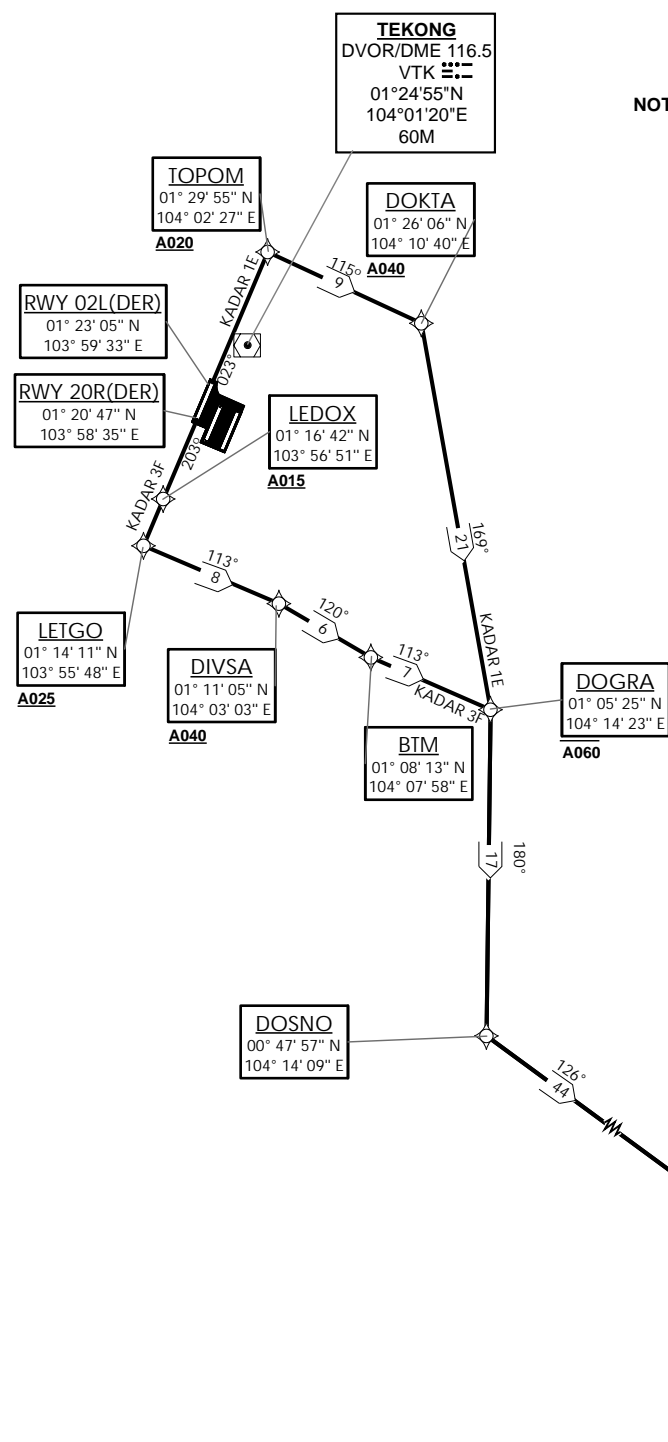 TEKONG
DVOR/DME 116.5
VTK
01°24'55"N
104°01'20"E
60M
NOT
TOPOM
01° 29' 55" N
104° 02' 27" E
A020
DOKTA
01° 26' 06" N
104° 10' 40" E
A040
115°
9
KADAR 1E
023°
RWY 02L(DER)
01° 23' 05" N
103° 59' 33" E
RWY 20R(DER)
01° 20' 47" N
103° 58' 35" E
LEDOX
01° 16' 42" N
103° 56' 51" E
A015
203°
KADAR 3F
169°
21
KADAR 1E
113°
8
120°
6
113°
7
KADAR 3F
LETGO
01° 14' 11" N
103° 55' 48" E
A025
DIVSA
01° 11' 05" N
104° 03' 03" E
A040
BTM
01° 08' 13" N
104° 07' 58" E
DOGRA
01° 05' 25" N
104° 14' 23" E
A060
180°
17
DOSNO
00° 47' 57" N
104° 14' 09" E
126°
44